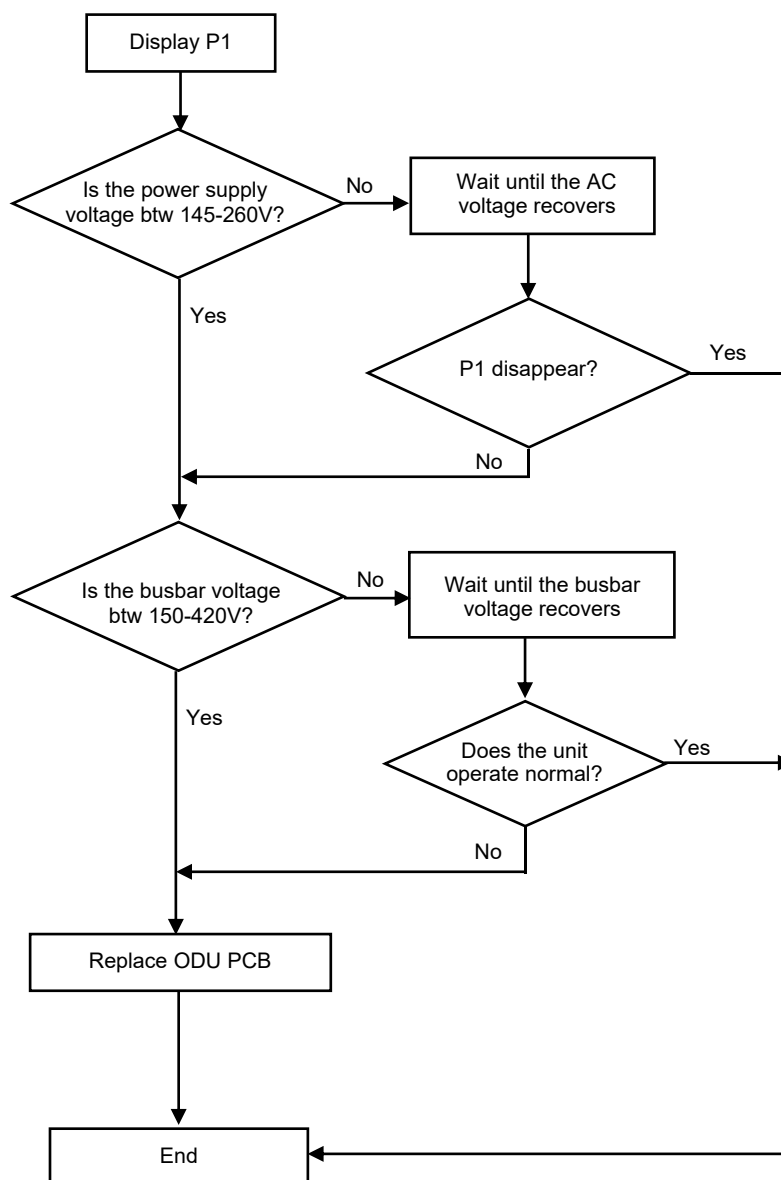 Display P1
Is the power supply
voltage btw 145-260V?
No
Wait until the AC
voltage recovers
Yes
P1 disappear?
Yes
No
Is the busbar voltage
btw 150-420V?
No
Wait until the busbar
voltage recovers
Yes
Does the unit
operate normal?
Yes
No
Replace ODU PCB
End